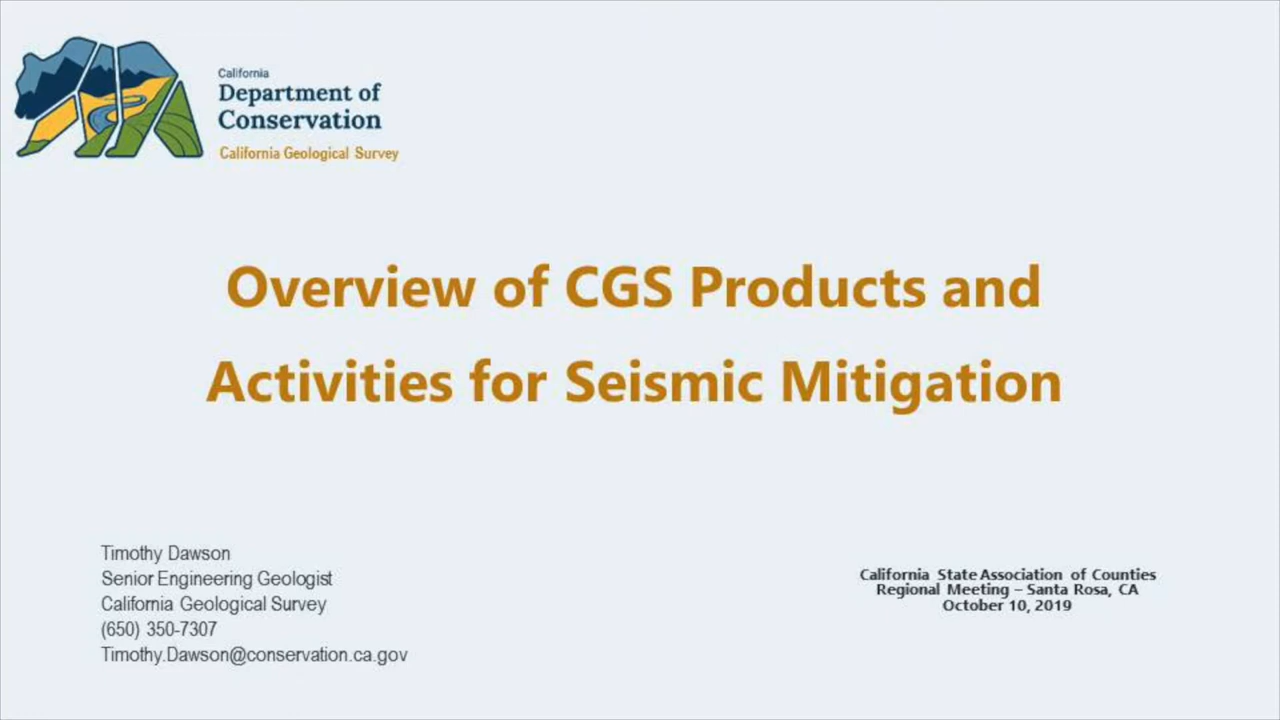 California
Department of
Conservation
California Geological Survey
Overview of CGS Products and
Activities for Seismic Mitigation
Timothy Dawson
Senior Engineering Geologist
California Geological Survey
(650) 350-7307
Timothy.Dawson@conservation.ca.gov
California State Association of Counties
Regional Meeting – Santa Rosa, CA
October 10, 2019